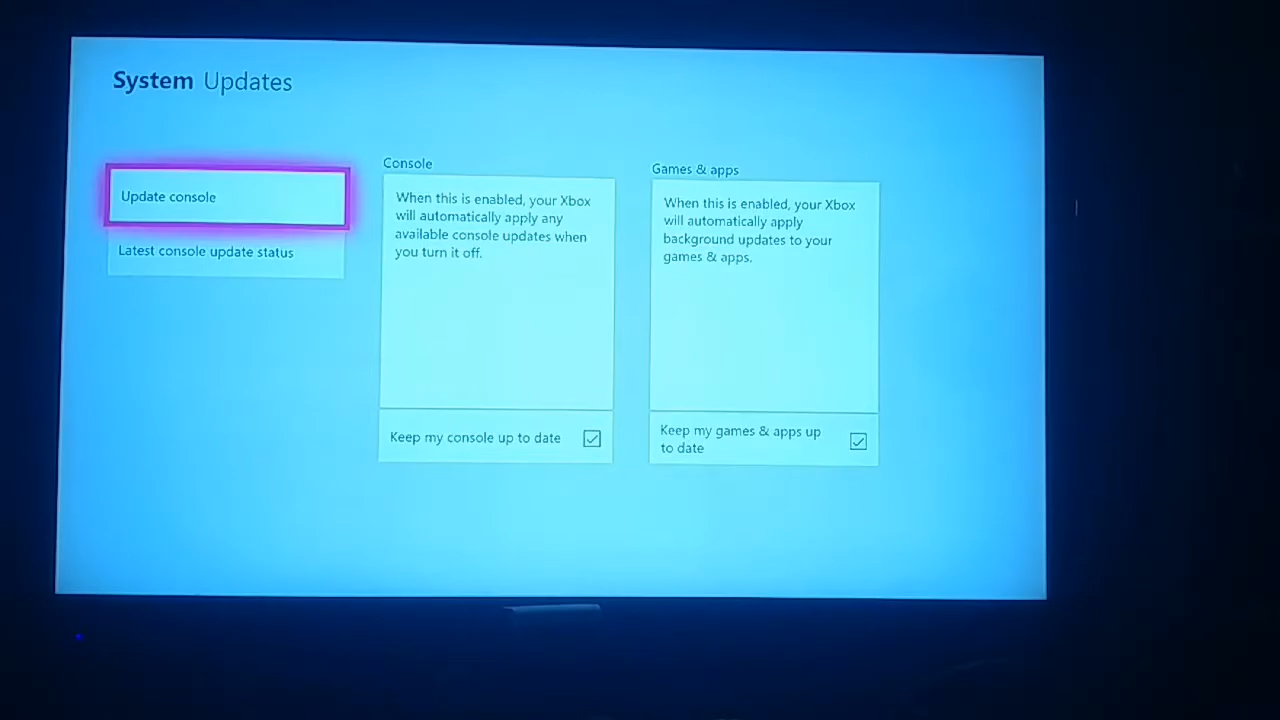 System Updates
Update console
Latest console update status
Console
When this is enabled, your Xbox
will automatically apply any
available console updates when
you turn it off.
Keep my console up to date
Games & apps
When this is enabled, your Xbox
will automatically apply
background updates to your
games & apps.
Keep my games & apps up
to date